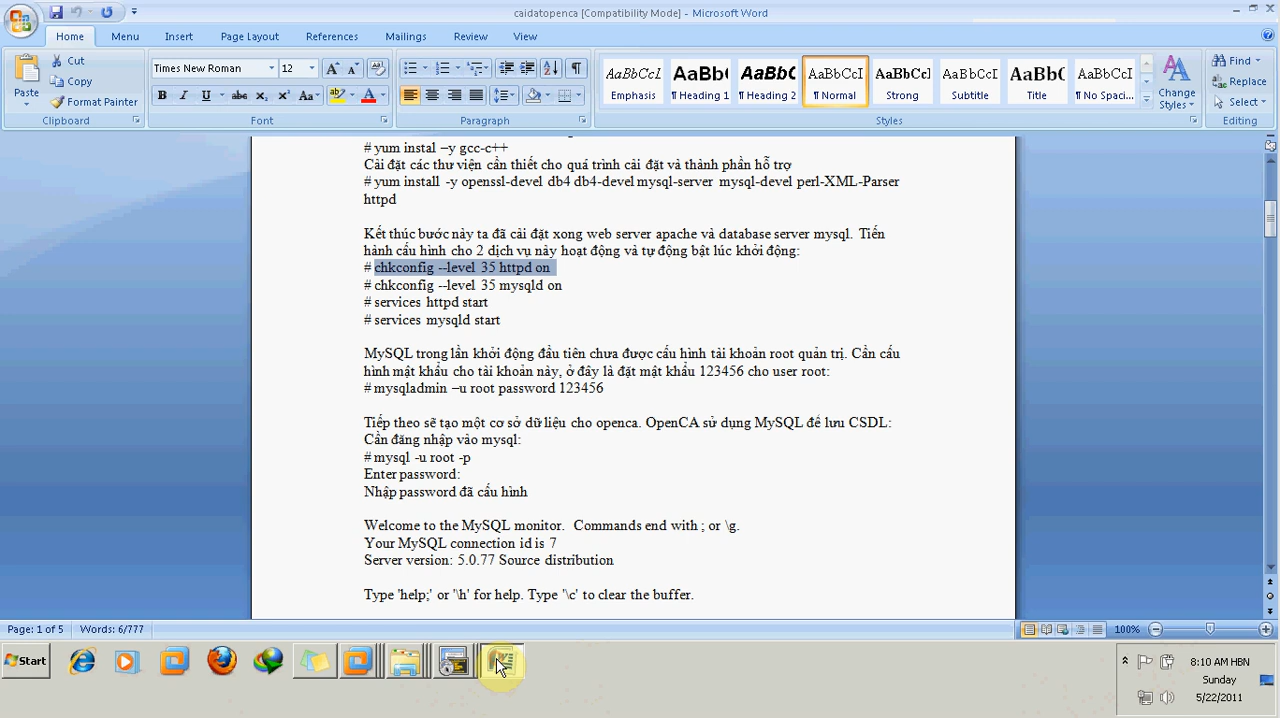 caidatopenca [Compatibility Mode] - Microsoft Word
Home Menu Insert Page Layout References Mailings Review View
Paste Cut Copy Format Painter Clipboard
Times New Roman 12 Font
Paragraph
AaBbCcI Emphasis AaBb( ¶ Heading 1 AaBbC ¶ Heading 2 AaBbCcI ¶ Normal AaBbCcI Strong AaBbCcI Subtitle AaBbC Title AaBbCcI ¶ No Spaci... Change Styles Styles
Find Replace Select Editing
# yum instal –y gcc-c++
Cài đặt các thư viện cần thiết cho quá trình cài đặt và thành phần hỗ trợ
# yum install -y openssl-devel db4 db4-devel mysql-server mysql-devel perl-XML-Parser
httpd
Kết thúc bước này ta đã cài đặt xong web server apache và database server mysql. Tiến
hành cấu hình cho 2 dịch vụ này hoạt động và tự động bật lúc khởi động:
# chkconfig --level 35 httpd on
# chkconfig --level 35 mysqld on
# services httpd start
# services mysqld start
MySQL trong lần khởi động đầu tiên chưa được cấu hình tài khoản root quản trị. Cần cấu
hình mật khẩu cho tài khoản này, ở đây là đặt mật khẩu 123456 cho user root:
# mysqladmin –u root password 123456
Tiếp theo sẽ tạo một cơ sở dữ liệu cho openca. OpenCA sử dụng MySQL để lưu CSDL:
Cần đăng nhập vào mysql:
# mysql -u root -p
Enter password:
Nhập password đã cấu hình
Welcome to the MySQL monitor.  Commands end with ; or \g.
Your MySQL connection id is 7
Server version: 5.0.77 Source distribution
Type 'help;' or '\h' for help. Type '\c' to clear the buffer.
Page: 1 of 5 Words: 6/777 100%
Start 8:10 AM HBN
Sunday
5/22/2011